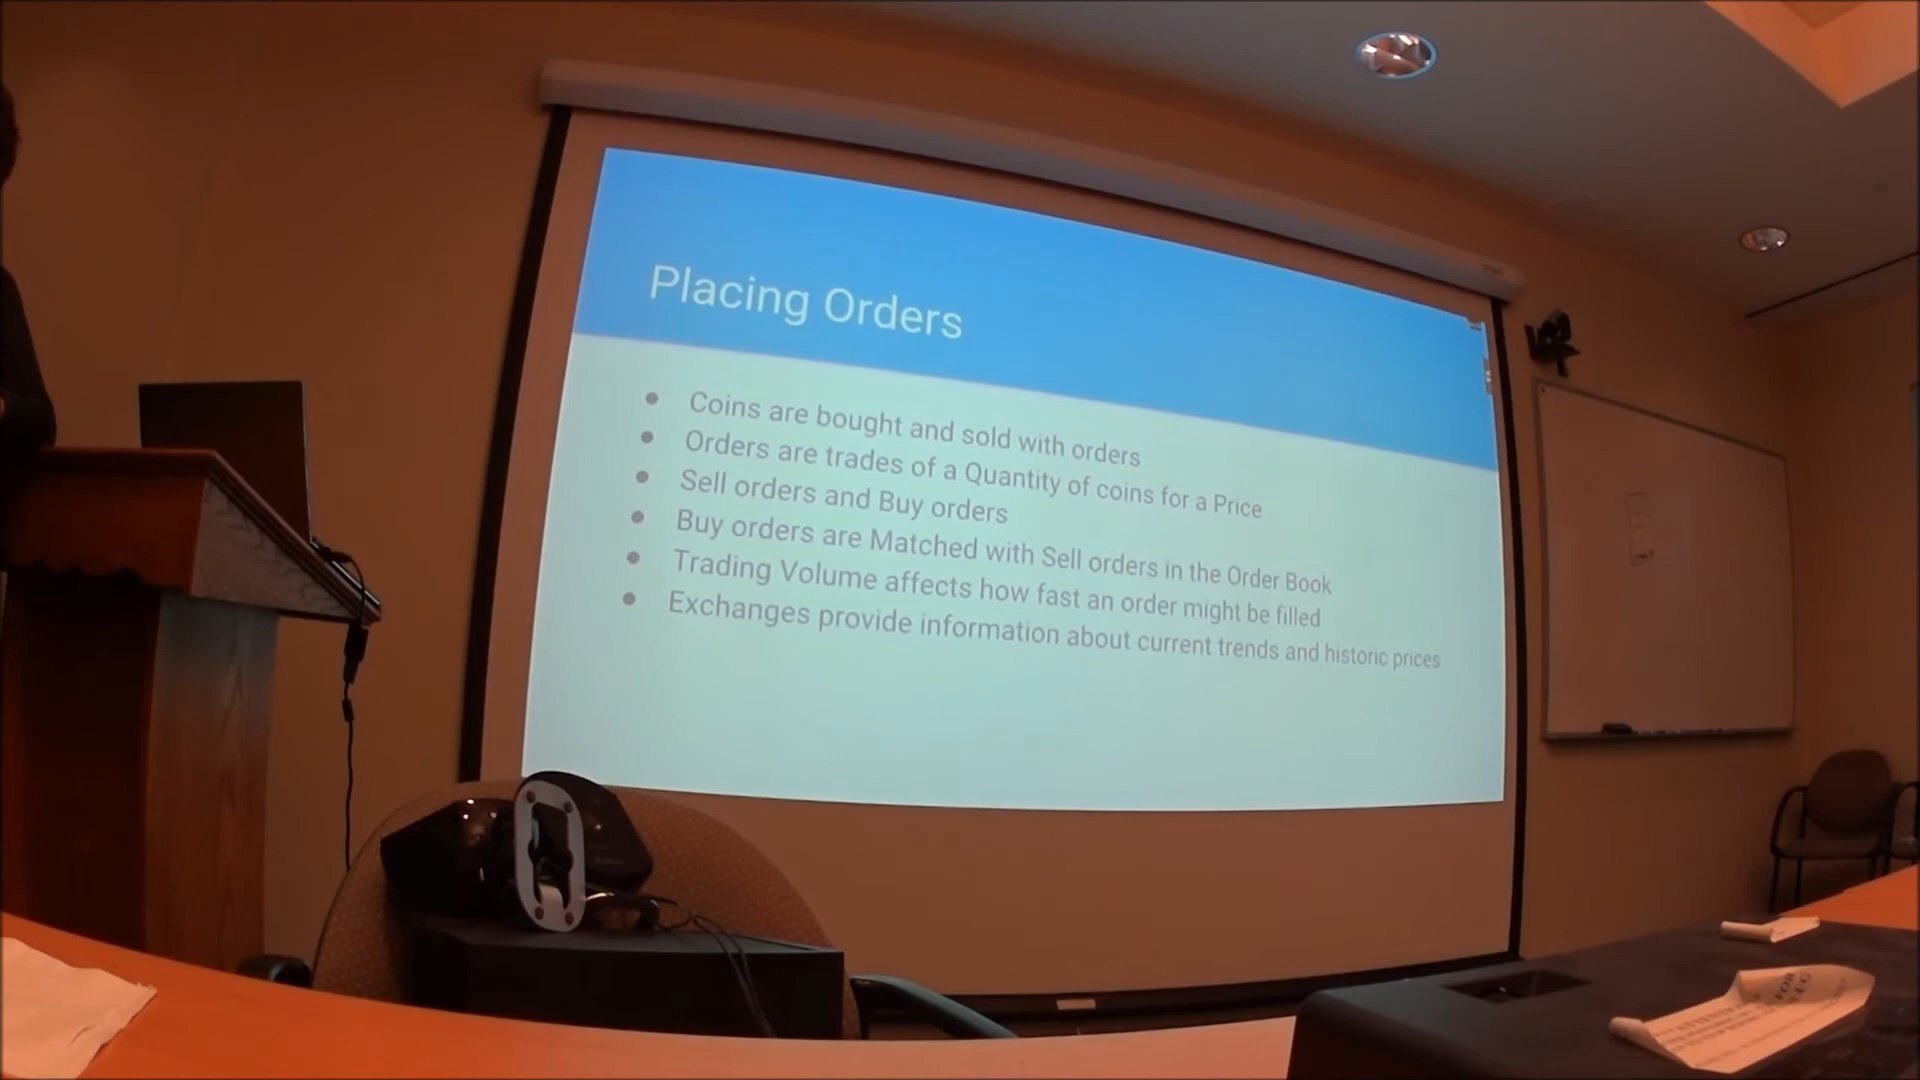 Placing Orders
Coins are bought and sold with orders
Orders are trades of a Quantity of coins for a Price
Sell orders and Buy orders
Buy orders are Matched with Sell orders in the Order Book
Trading Volume affects how fast an order might be filled
Exchanges provide information about current trends and historic prices